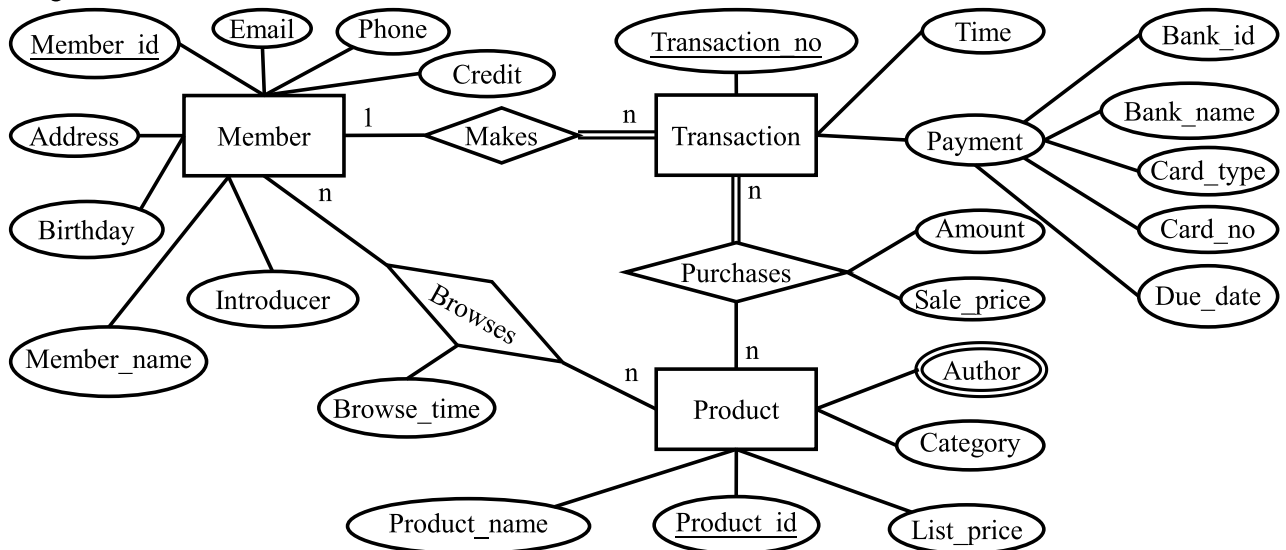 Member_id
Email
Phone
Transaction_no
Time
Bank_id
Credit
Bank_name
Address
Member
1
Makes
n
Transaction
Payment
Card_type
n
n
Birthday
Amount
Card_no
Purchases
Introducer
Browses
Sale_price
Due_date
Member_name
n
n
Author
Browse_time
Product
Category
Product_name
Product_id
List_price